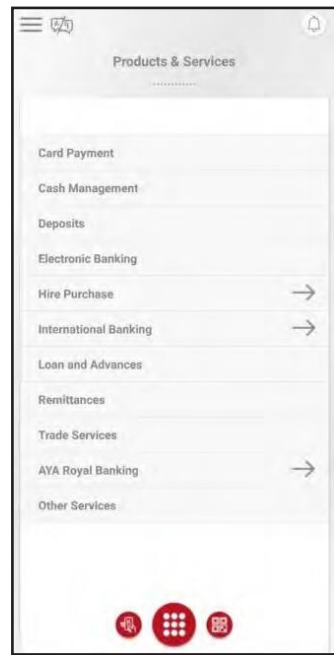 Products & Services
Card Payment
Cash Management
Deposits
Electronic Banking
Hire Purchase
International Banking
Loan and Advances
Remittances
Trade Services
AYA Royal Banking
Other Services